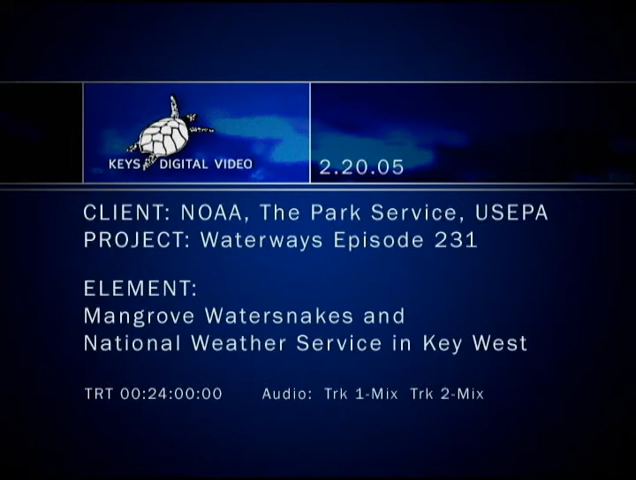 KEYS DIGITAL VIDEO
2.20.05
CLIENT: NOAA, The Park Service, USEPA
PROJECT: Waterways Episode 231
ELEMENT:
Mangrove Watersnakes and
National Weather Service in Key West
TRT 00:24:00:00 Audio: Trk 1-Mix Trk 2-Mix